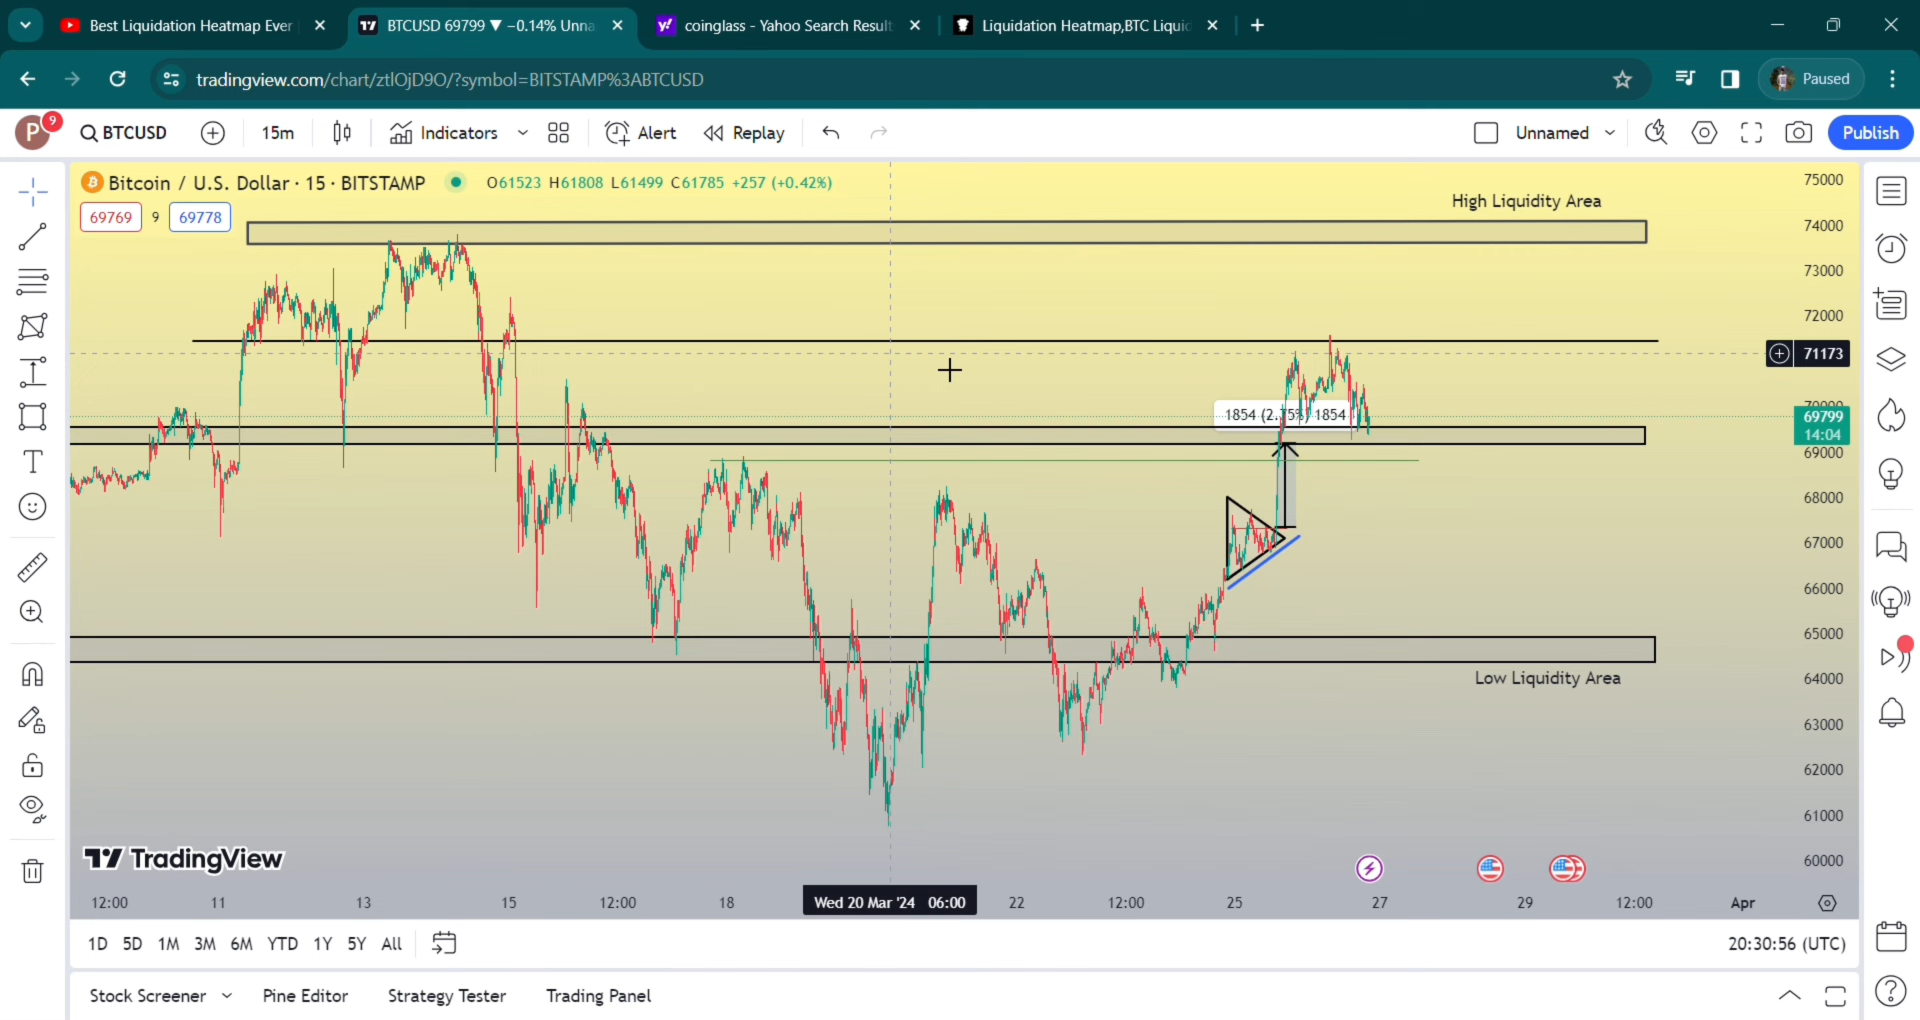 Best Liquidation Heatmap Ever
BTCUSD 69799 ▼ −0.14% Unna
coinglass - Yahoo Search Result
Liquidation Heatmap,BTC Liquid
tradingview.com/chart/ztlOjD9O/?symbol=BITSTAMP%3ABTCUSD
Paused
P
9
BTCUSD
15m
Indicators
Alert
Replay
Unnamed
Publish
Bitcoin / U.S. Dollar · 15 · BITSTAMP
O61523 H61808 L61499 C61785 +257 (+0.42%)
69769
9
69778
High Liquidity Area
75000
74000
73000
72000
71173
70000
69799
14:04
69000
68000
67000
66000
65000
64000
63000
62000
61000
60000
1854 (2.75%) 1854
Low Liquidity Area
TradingView
12:00
11
13
15
12:00
18
Wed 20 Mar '24 06:00
22
12:00
25
27
29
12:00
Apr
1D 5D 1M 3M 6M YTD 1Y 5Y All
20:30:56 (UTC)
Stock Screener
Pine Editor
Strategy Tester
Trading Panel